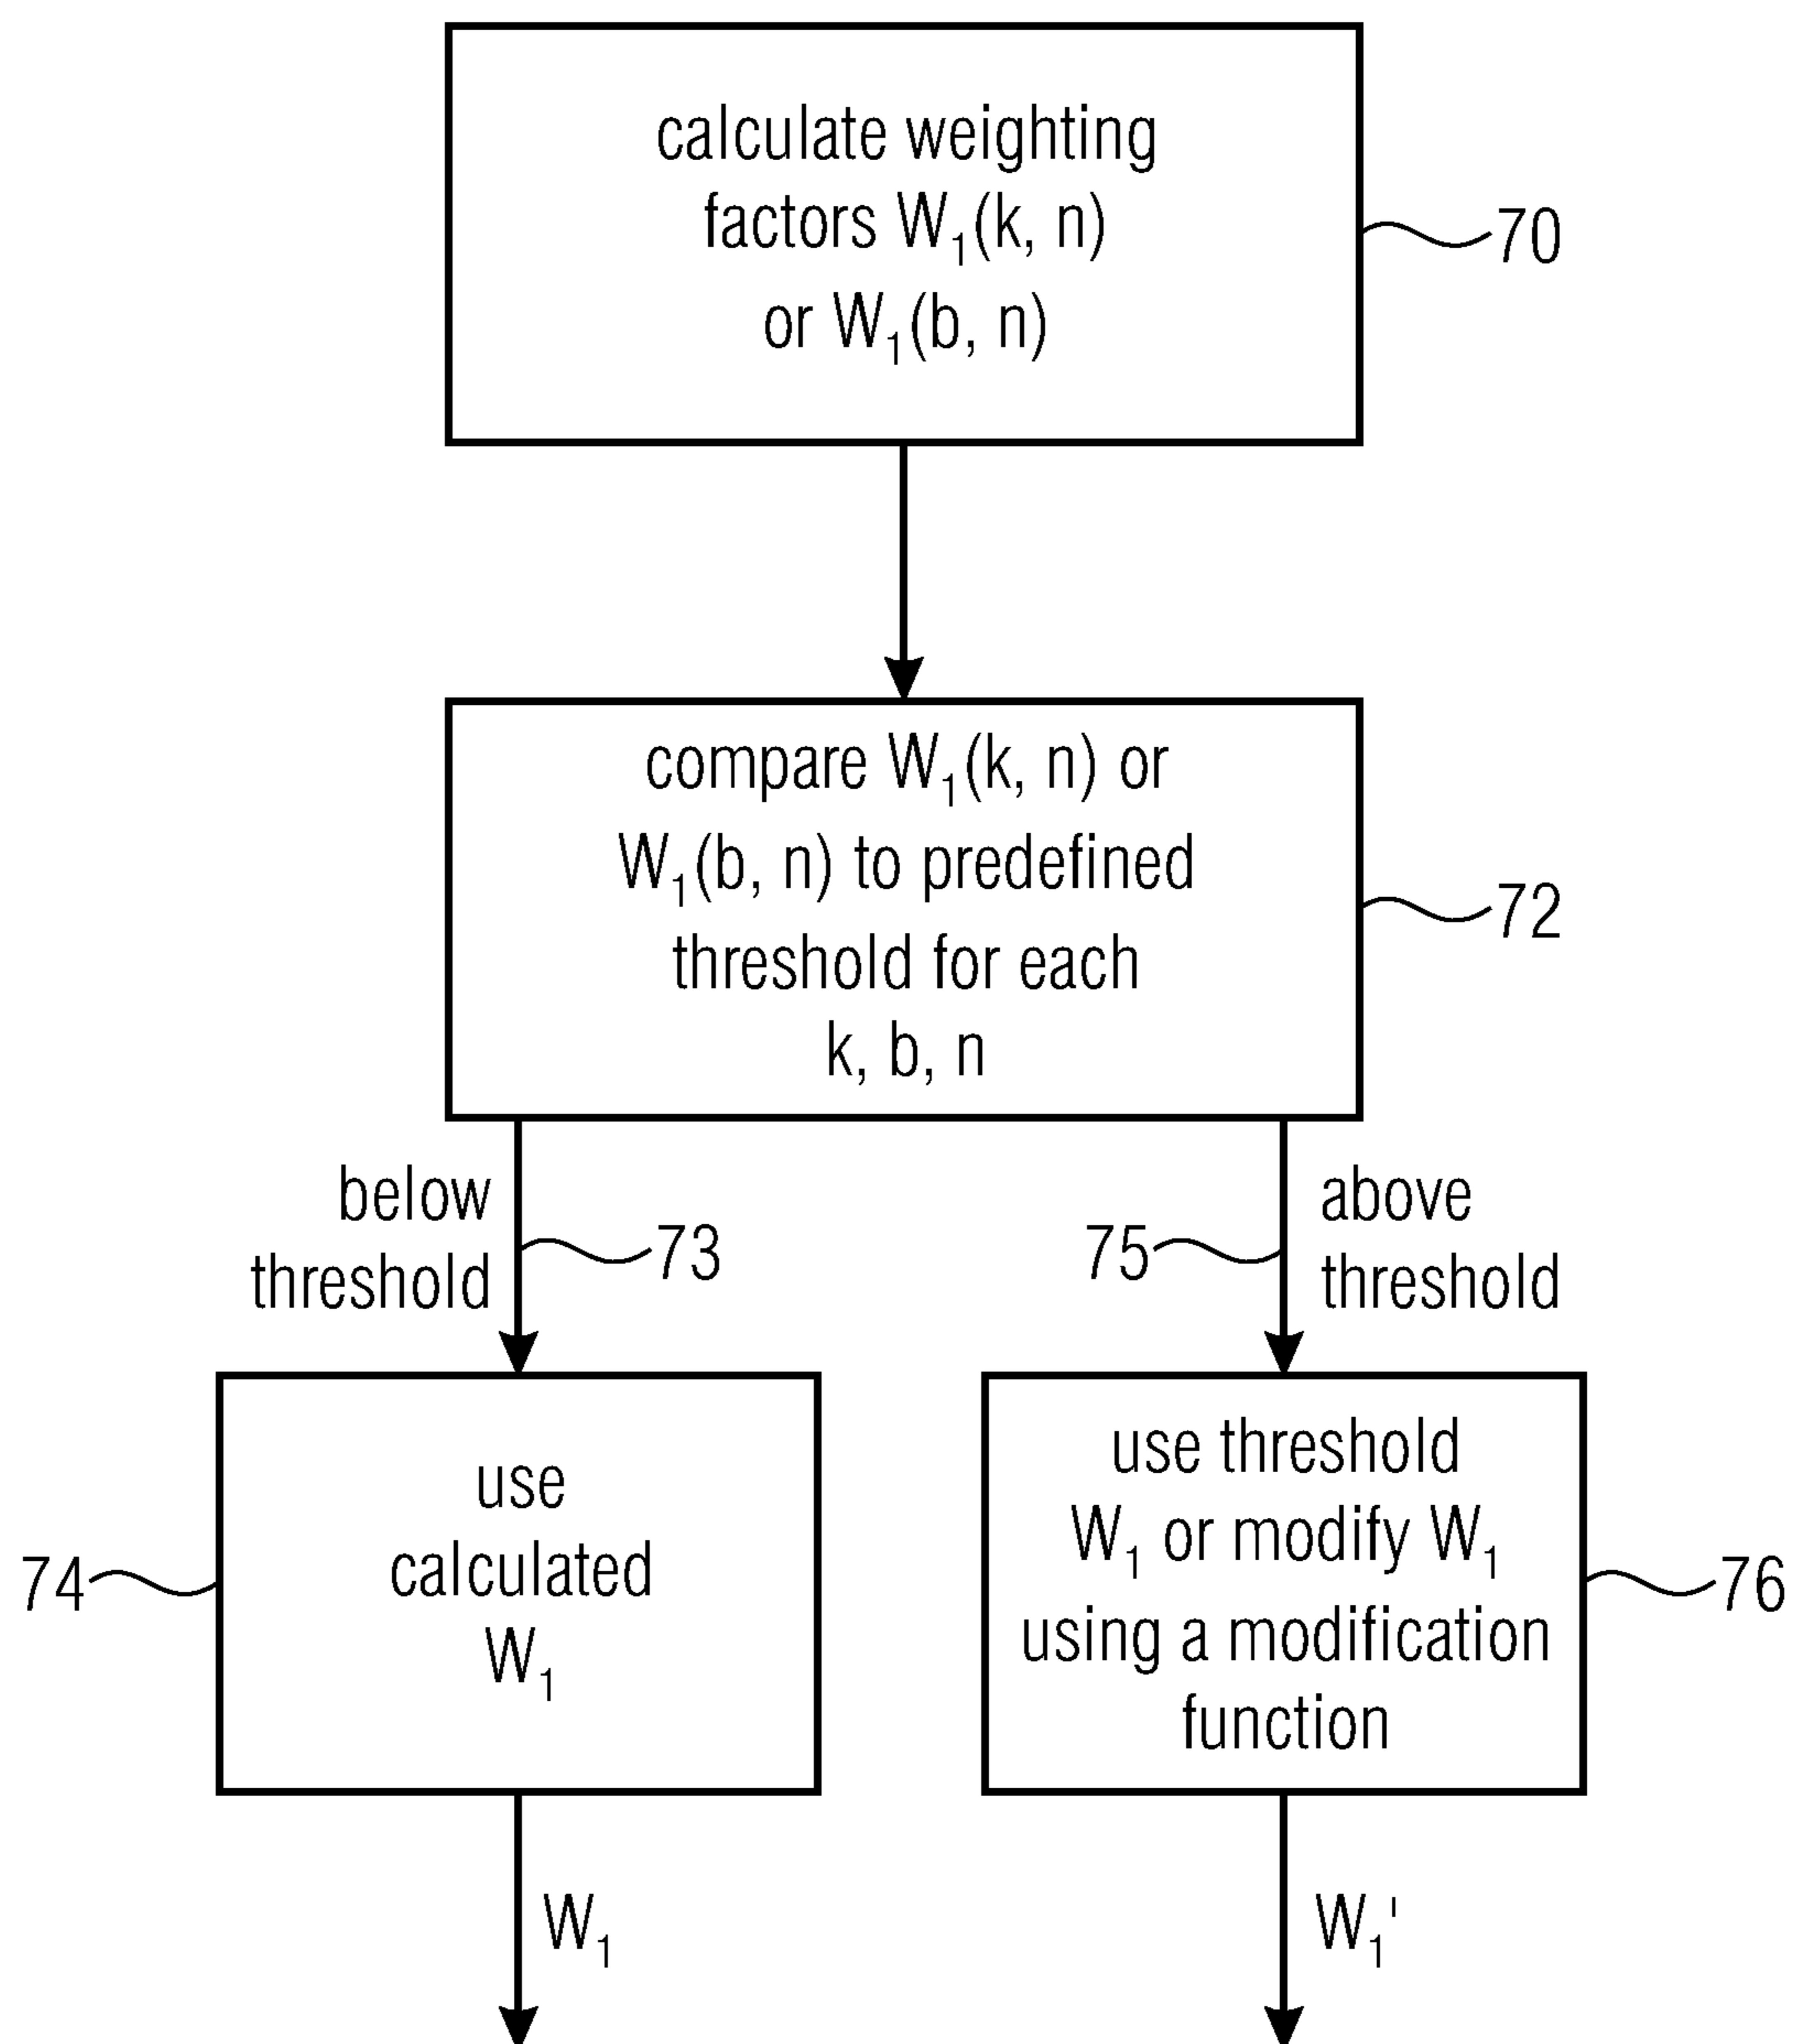 calculate weighting
factors W₁(k, n)
or W₁(b, n)
70
compare W₁(k, n) or
W₁(b, n) to predefined
threshold for each
k, b, n
72
below
threshold
73
75
above
threshold
use
calculated
W₁
74
use threshold
W₁ or modify W₁
using a modification
function
76
W₁
W₁'